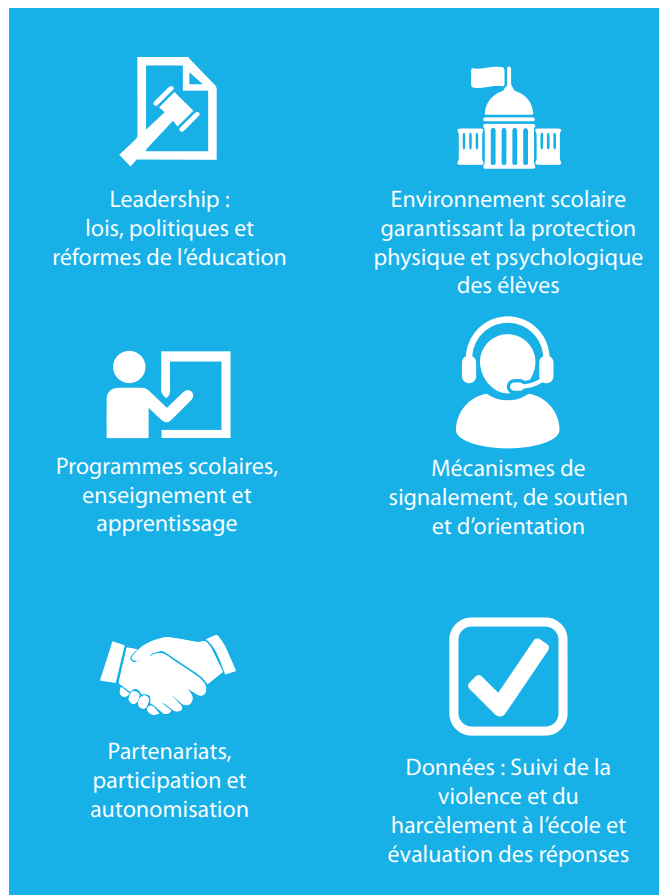 Leadership :
lois, politiques et
réformes de l’éducation
Environnement scolaire
garantissant la protection
physique et psychologique
des élèves
Programmes scolaires,
enseignement et
apprentissage
Mécanismes de
signalement, de soutien
et d’orientation
Partenariats,
participation et
autonomisation
Données : Suivi de la
violence et du
harcèlement à l’école et
évaluation des réponses